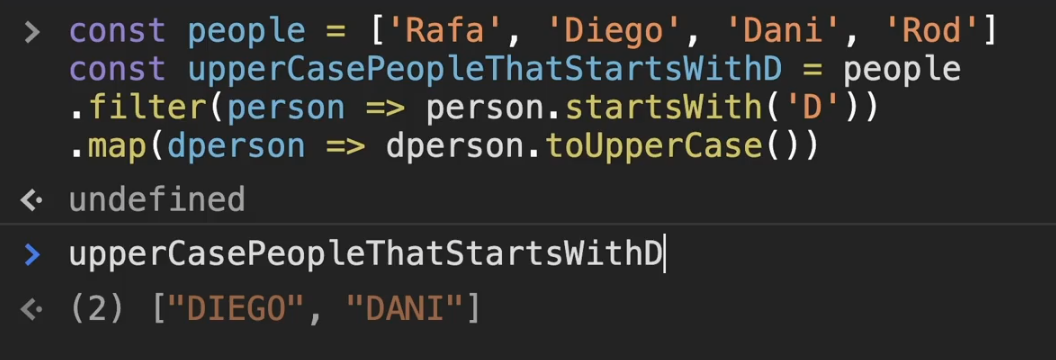 > const people = ['Rafa', 'Diego', 'Dani', 'Rod']
const upperCasePeopleThatStartsWithD = people
.filter(person => person.startsWith('D'))
.map(dperson => dperson.toUpperCase())
undefined
> upperCasePeopleThatStartsWithD
(2) ["DIEGO", "DANI"]